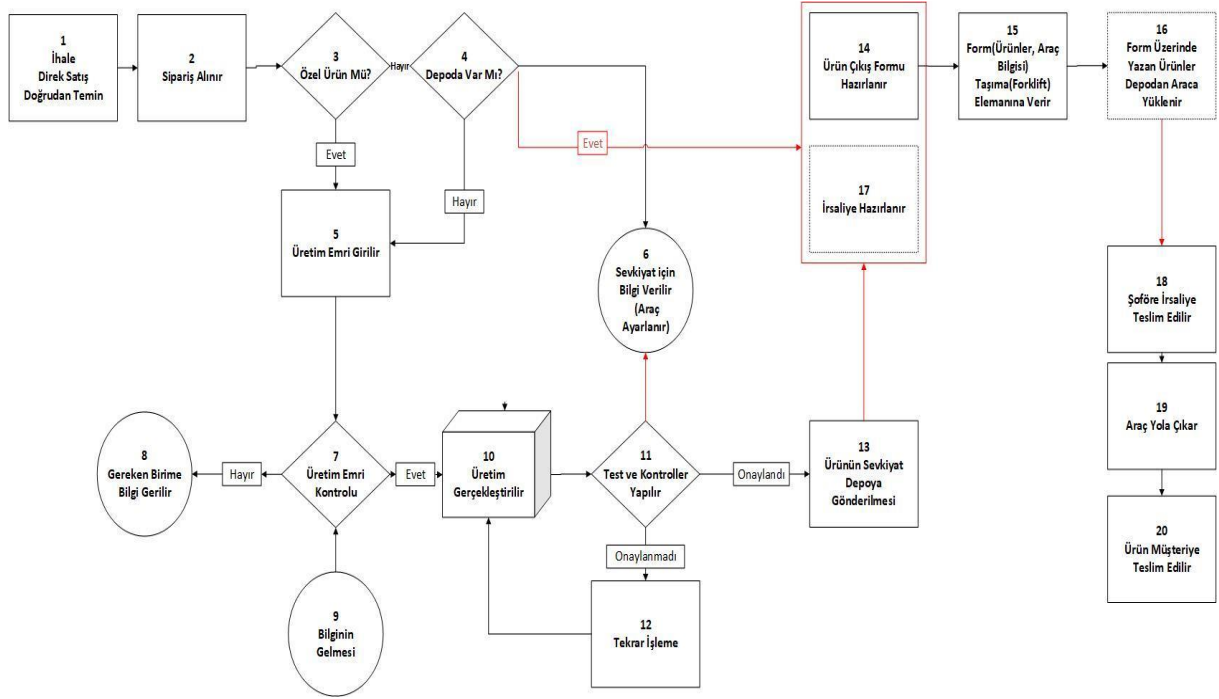 1
İhale
Direk Satış
Doğrudan Temin
2
Sipariş Alınır
3
Özel Ürün Mü?
Hayır
4
Depoda Var Mı?
Evet
Hayır
Evet
5
Üretim Emri Girilir
6
Sevkiyat için
Bilgi Verilir
(Araç
Ayarlanır)
14
Ürün Çıkış Formu
Hazırlanır
17
İrsaliye Hazırlanır
15
Form(Ürünler, Araç
Bilgisi)
Taşıma(Forklift)
Elemanına Verir
16
Form Üzerinde
Yazan Ürünler
Depodan Araca
Yüklenir
18
Şoföre İrsaliye
Teslim Edilir
19
Araç Yola Çıkar
20
Ürün Müşteriye
Teslim Edilir
8
Gereken Birime
Bilgi Gerilir
Hayır
7
Üretim Emri
Kontrolu
Evet
10
Üretim
Gerçekleştirilir
11
Test ve Kontroller
Yapılır
Onaylandı
13
Ürünün Sevkiyat
Depoya
Gönderilmesi
Onaylanmadı
9
Bilginin
Gelmesi
12
Tekrar İşleme